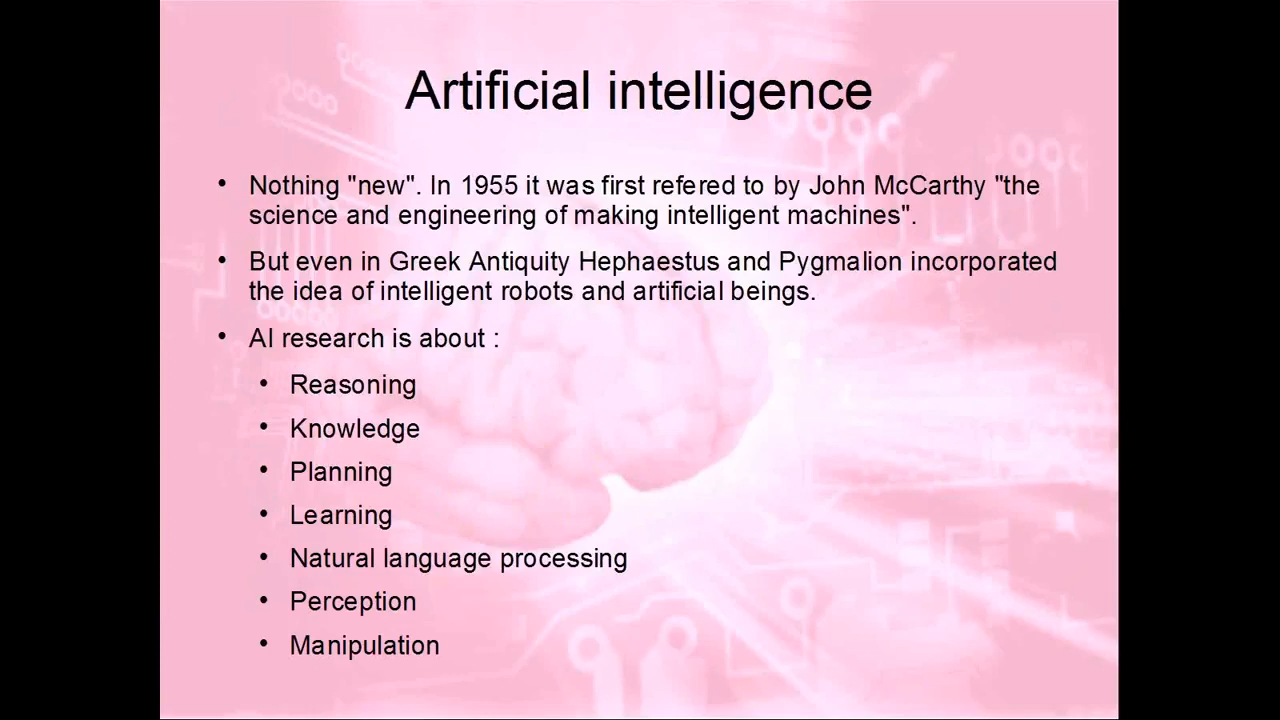 Artificial intelligence
• Nothing "new". In 1955 it was first refered to by John McCarthy "the
science and engineering of making intelligent machines".
• But even in Greek Antiquity Hephaestus and Pygmalion incorporated
the idea of intelligent robots and artificial beings.
• AI research is about :
• Reasoning
• Knowledge
• Planning
• Learning
• Natural language processing
• Perception
• Manipulation